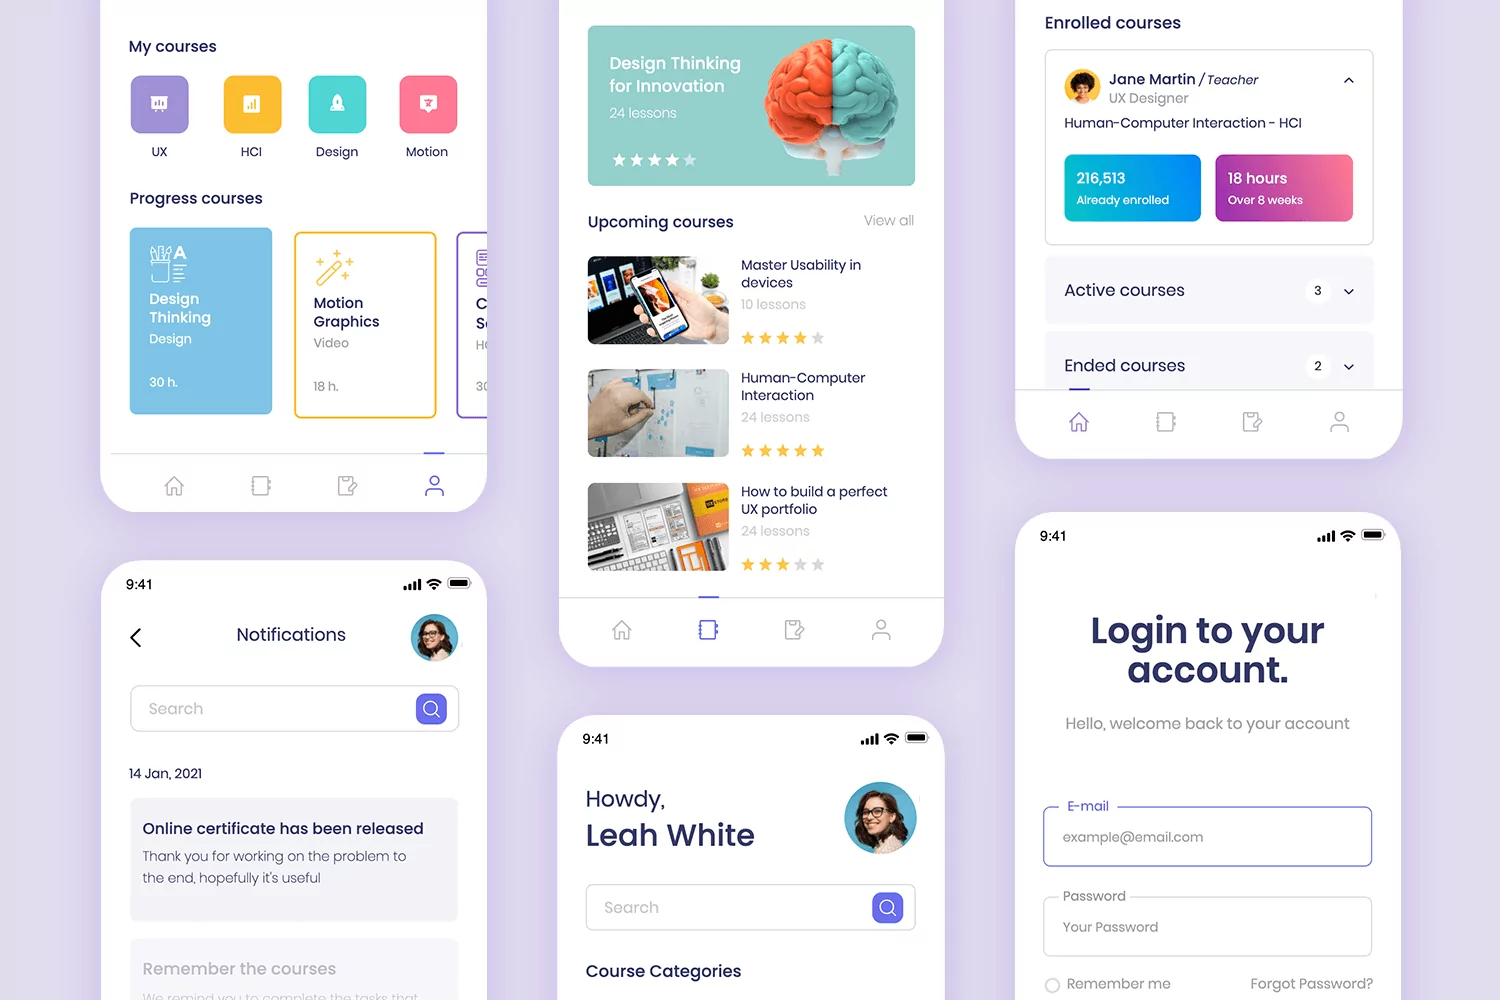 My courses
UX
HCI
Design
Motion
Progress courses
A
Design
Thinking
Design
30 h.
Motion
Graphics
Video
18 h.
C
Se
HC
30
9:41
Notifications
Search
14 Jan, 2021
Online certificate has been released
Thank you for working on the problem to
the end, hopefully it's useful
Remember the courses
We remind you to complete the tasks that
Design Thinking
for Innovation
24 lessons
Upcoming courses
View all
Master Usability in
devices
10 lessons
Human-Computer
Interaction
24 lessons
How to build a perfect
UX portfolio
24 lessons
9:41
Howdy,
Leah White
Search
Course Categories
Enrolled courses
Jane Martin / Teacher
UX Designer
Human-Computer Interaction - HCI
216,513
Already enrolled
18 hours
Over 8 weeks
Active courses
3
Ended courses
2
9:41
Login to your
account.
Hello, welcome back to your account
E-mail
example@email.com
Password
Your Password
Remember me
Forgot Password?